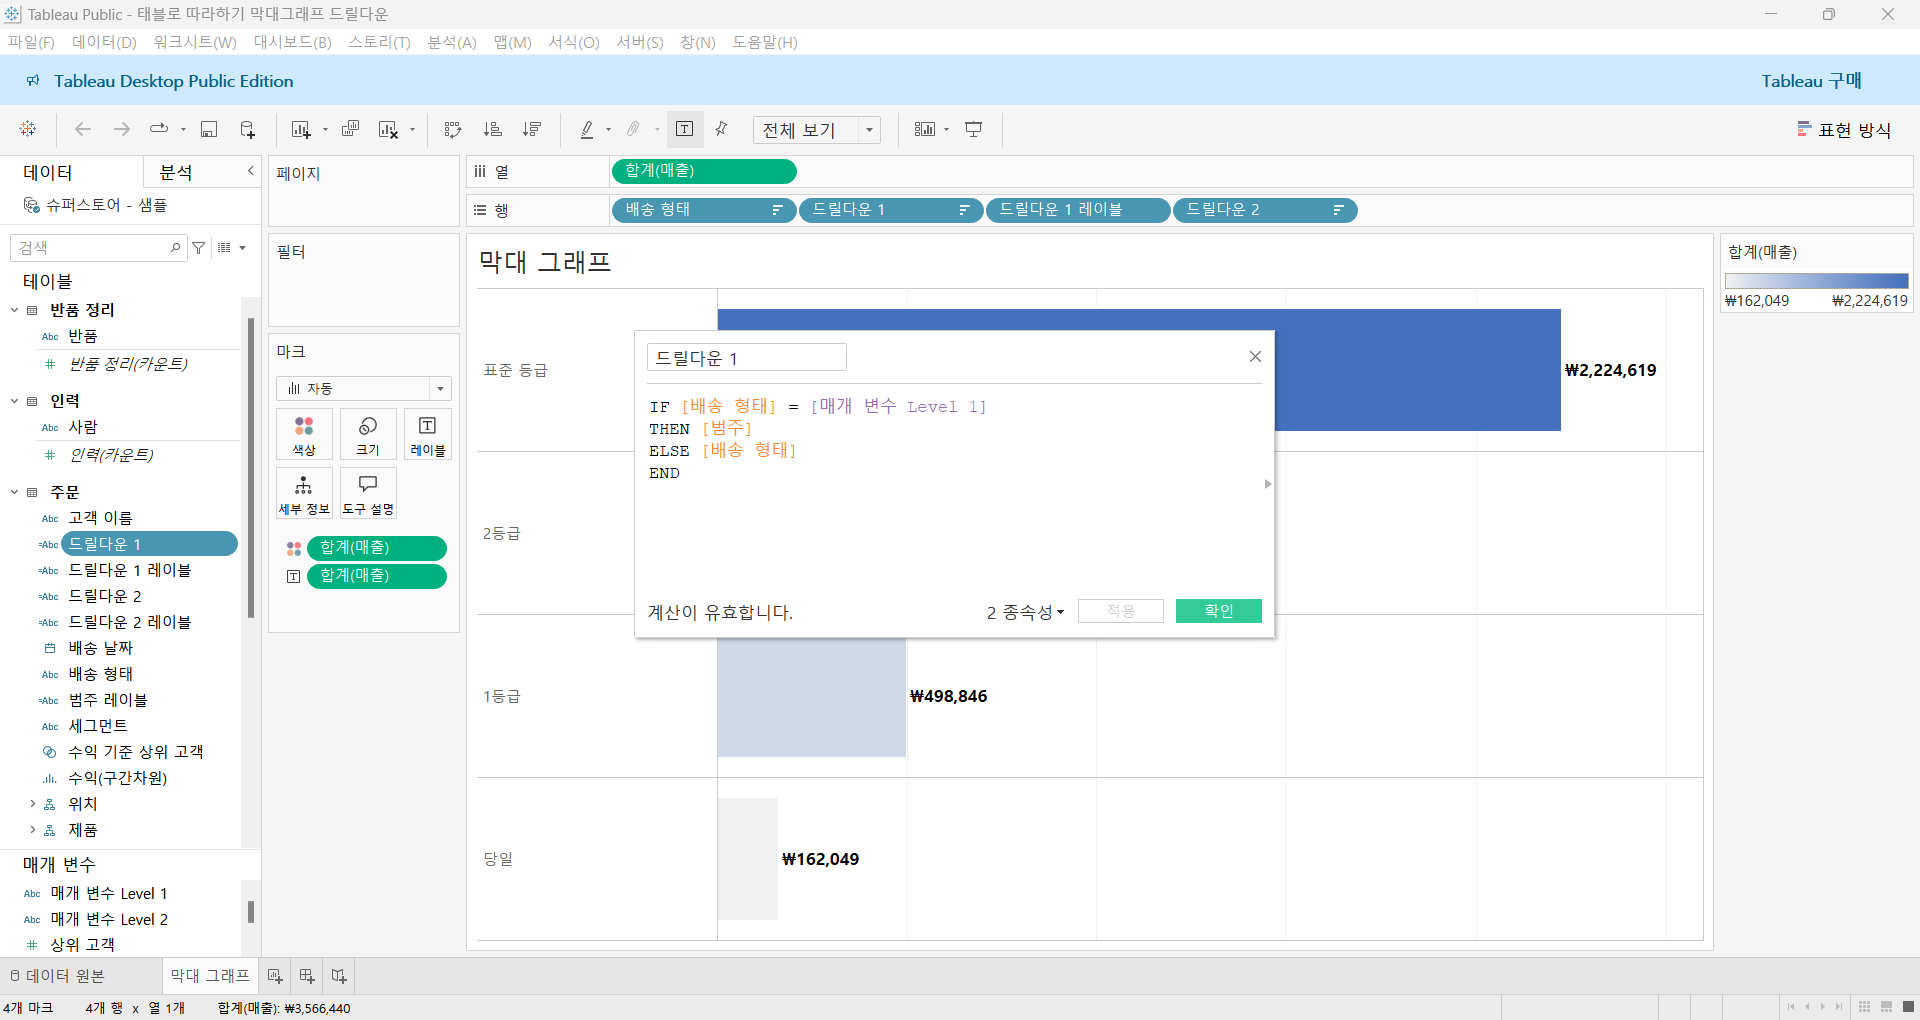 Tableau Public - 태블로 따라하기 막대그래프 드릴다운
파일(F) 데이터(D) 워크시트(W) 대시보드(B) 스토리(T) 분석(A) 맵(M) 서식(O) 서버(S) 창(N) 도움말(H)
Tableau Desktop Public Edition
Tableau 구매
전체 보기
표현 방식
데이터
분석
슈퍼스토어 - 샘플
검색
테이블
반품 정리
Abc 반품
# 반품 정리(카운트)
인력
Abc 사람
# 인력(카운트)
주문
Abc 고객 이름
=Abc 드릴다운 1
=Abc 드릴다운 1 레이블
=Abc 드릴다운 2
=Abc 드릴다운 2 레이블
배송 날짜
Abc 배송 형태
=Abc 범주 레이블
Abc 세그먼트
수익 기준 상위 고객
수익(구간차원)
위치
제품
매개 변수
Abc 매개 변수 Level 1
Abc 매개 변수 Level 2
# 상위 고객
페이지
필터
마크
자동
색상
크기
T 레이블
세부 정보
도구 설명
합계(매출)
T 합계(매출)
열
합계(매출)
행
배송 형태
드릴다운 1
드릴다운 1 레이블
드릴다운 2
막대 그래프
표준 등급
₩2,224,619
2등급
1등급
₩498,846
당일
₩162,049
드릴다운 1
IF [배송 형태] = [매개 변수 Level 1]
THEN [범주]
ELSE [배송 형태]
END
계산이 유효합니다.
2 종속성
적용
확인
합계(매출)
₩162,049 ₩2,224,619
데이터 원본
막대 그래프
4개 마크 4개 행 x 열 1개 합계(매출): ₩3,566,440